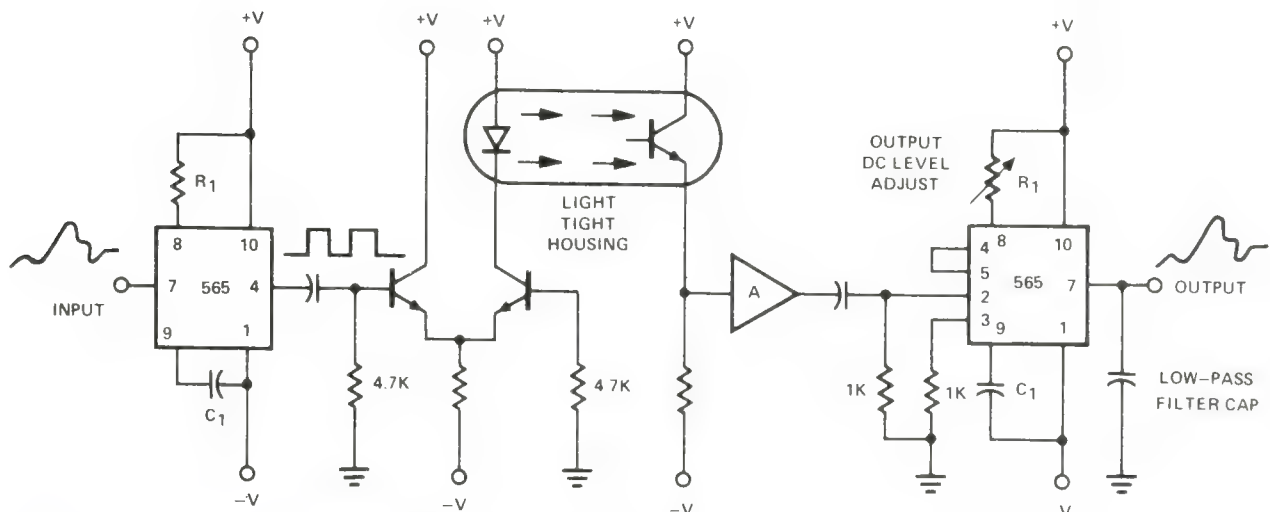 +V
+V
+V
+V
+V
R1
8
10
INPUT
7
565
4
9
1
C1
4.7K
4.7K
-V
-V
-V
LIGHT
TIGHT
HOUSING
A
OUTPUT
DC LEVEL
ADJUST
R1
4
8
10
5
565
7
2
3
9
1
OUTPUT
1K
1K
C1
LOW-PASS
FILTER CAP
V